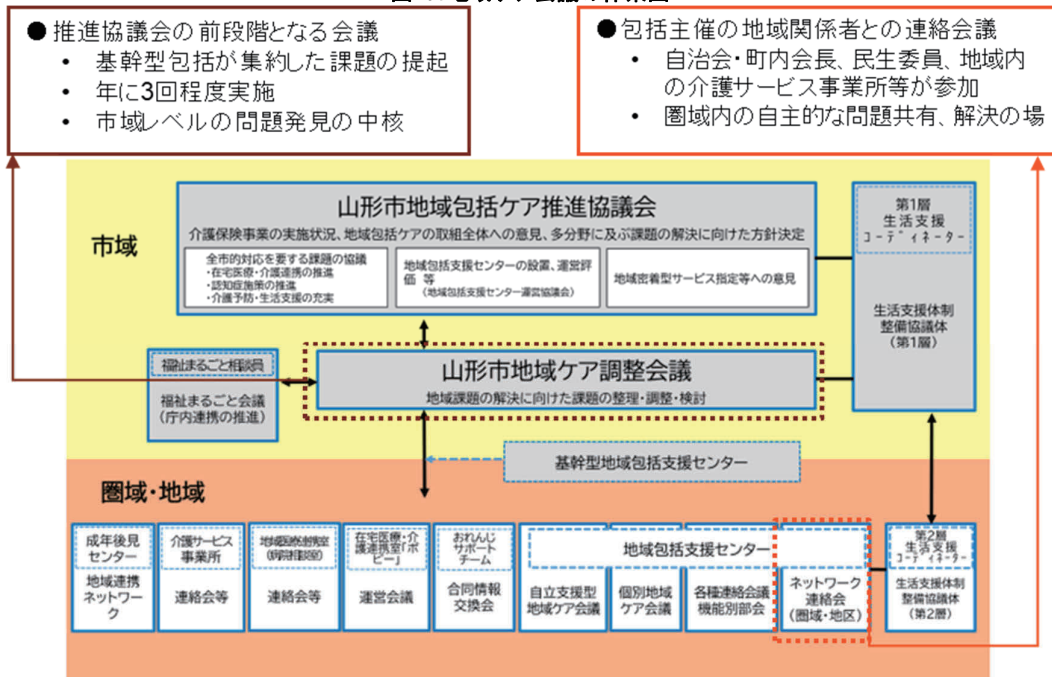 ●推進協議会の前段階となる会議
• 基幹型包括が集約した課題の提起
• 年に3回程度実施
• 市域レベルの問題発見の中核
●包括主催の地域関係者との連絡会議
• 自治会・町内会長、民生委員、地域内
の介護サービス事業所等が参加
• 圏域内の自主的な問題共有、解決の場
市域
山形市地域包括ケア推進協議会
介護保険事業の実施状況、地域包括ケアの取組全体への意見、多分野に及ぶ課題の解決に向けた方針決定
全市的対応を要する課題の協議
・在宅医療・介護連携の推進
・認知症施策の推進
・介護予防・生活支援の充実
地域包括支援センターの設置、運営評
価 等
(地域包括支援センター運営協議会)
地域密着型サービス指定等への意見
第1層
生活支援
コーディネーター
生活支援体制
整備協議体
(第1層)
福祉まるごと相談員
福祉まるごと会議
(庁内連携の推進)
山形市地域ケア調整会議
地域課題の解決に向けた課題の整理・調整・検討
基幹型地域包括支援センター
圏域・地域
成年後見
センター
地域連携
ネットワー
ク
介護サービス
事業所
連絡会等
地域医療連携室
連絡会等
在宅医療・介
護連携室「ポ
ピー」
運営会議
おれんじ
サポート
チーム
合同情報
交換会
地域包括支援センター
自立支援型
地域ケア会議
個別地域
ケア会議
各種連絡会議
機能別部会
ネットワーク
連絡会
(圏域・地区)
第2層
生活支援
コーディネーター
生活支援体制
整備協議体
(第2層)